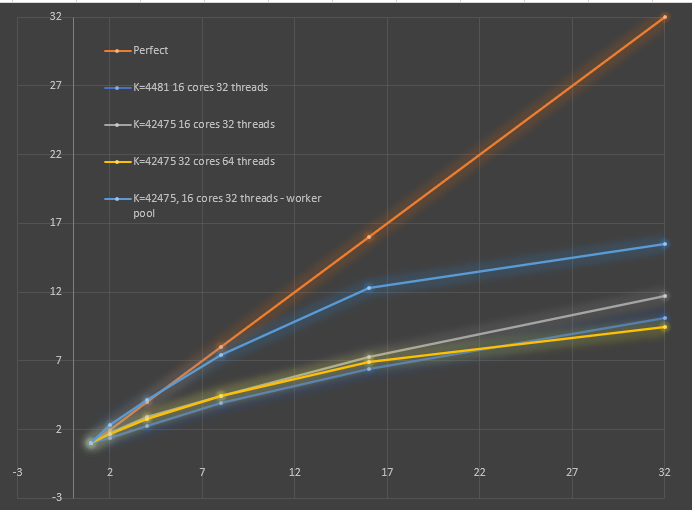 32
27
22
17
12
7
2
-3
Perfect
K=4481 16 cores 32 threads
K=42475 16 cores 32 threads
K=42475 32 cores 64 threads
K=42475, 16 cores 32 threads - worker
pool
-3 2 7 12 17 22 27 32